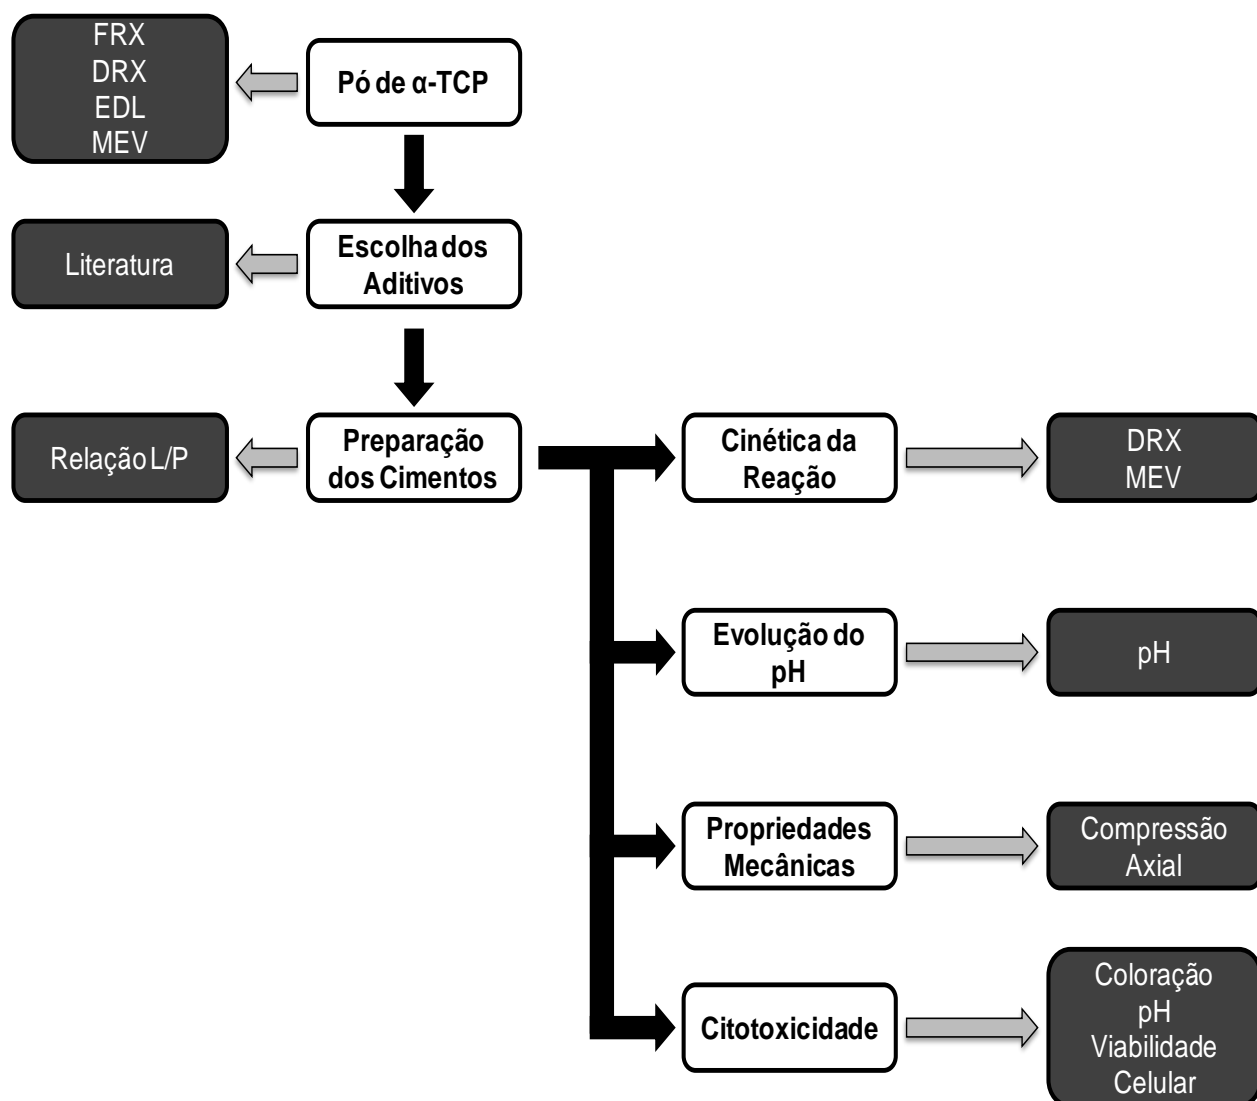 FRX
DRX
EDL
MEV
Pó de α-TCP
Literatura
Escolha dos
Aditivos
Relação L/P
Preparação
dos Cimentos
Cinética da
Reação
DRX
MEV
Evolução do
pH
pH
Propriedades
Mecânicas
Compressão
Axial
Citotoxicidade
Coloração
pH
Viabilidade
Celular